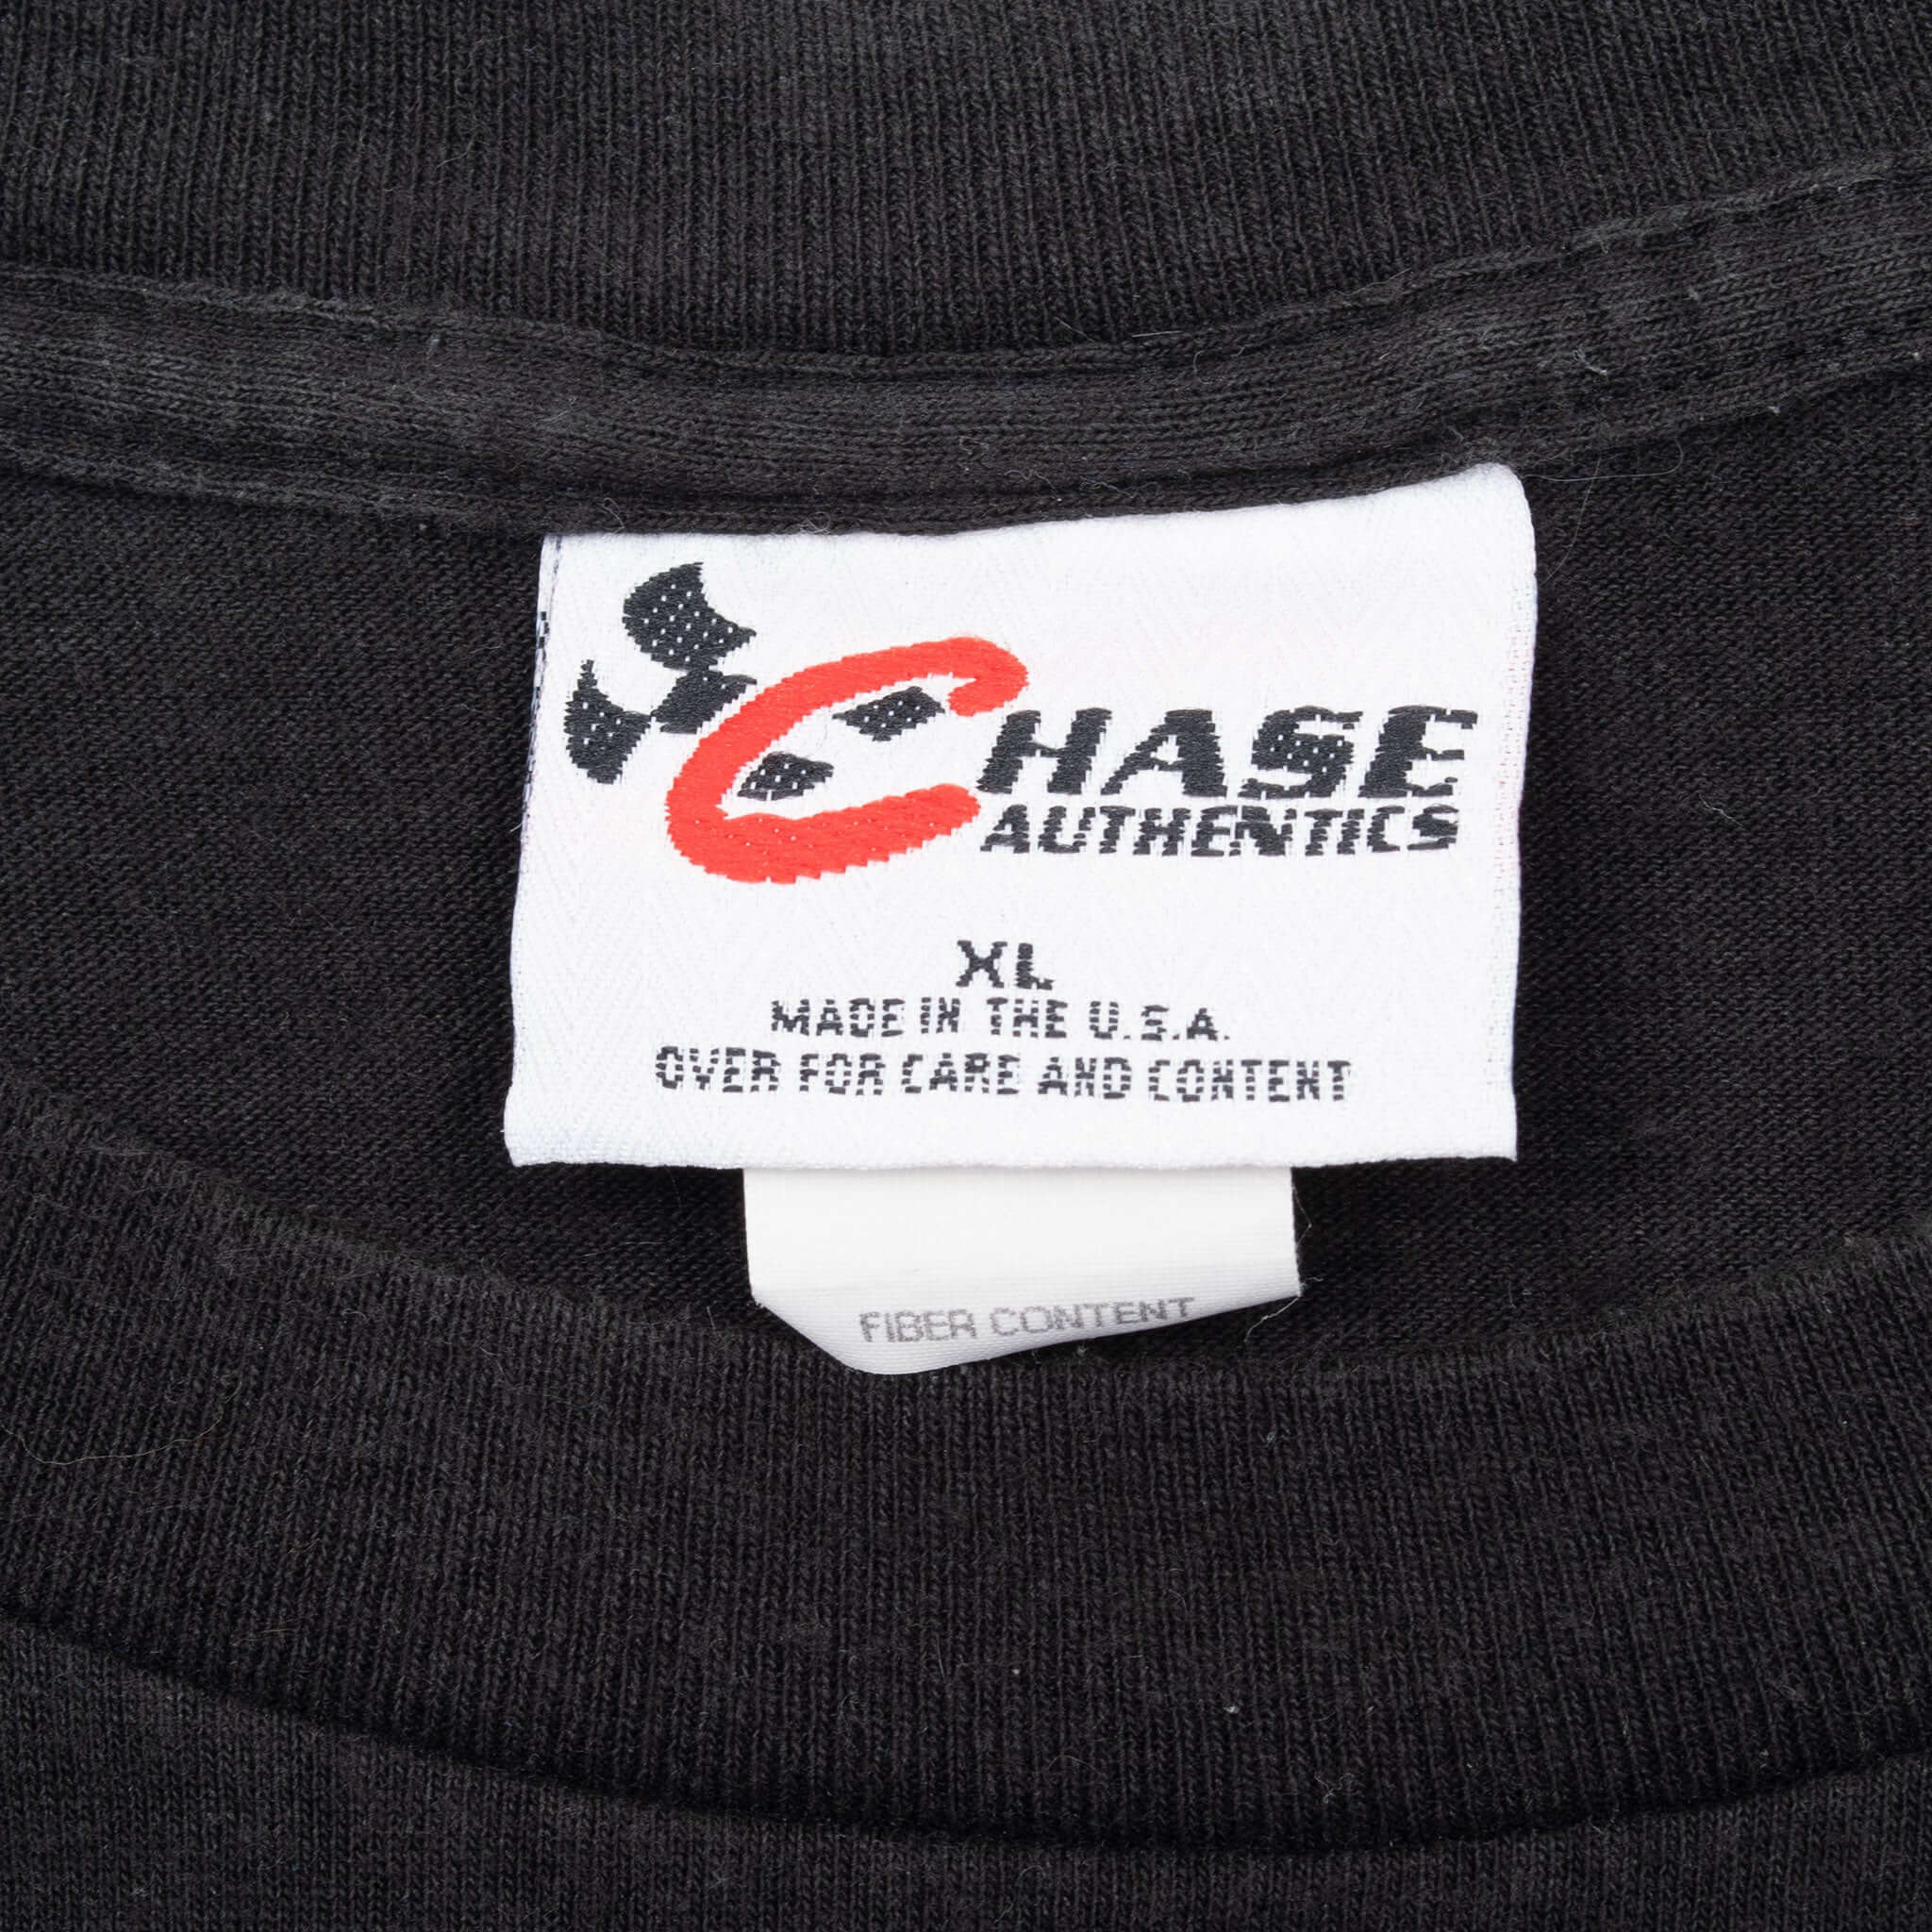 CHASE
AUTHENTICS
XL
MADE IN THE U.S.A.
OVER FOR CARE AND CONTENT
FIBER CONTENT